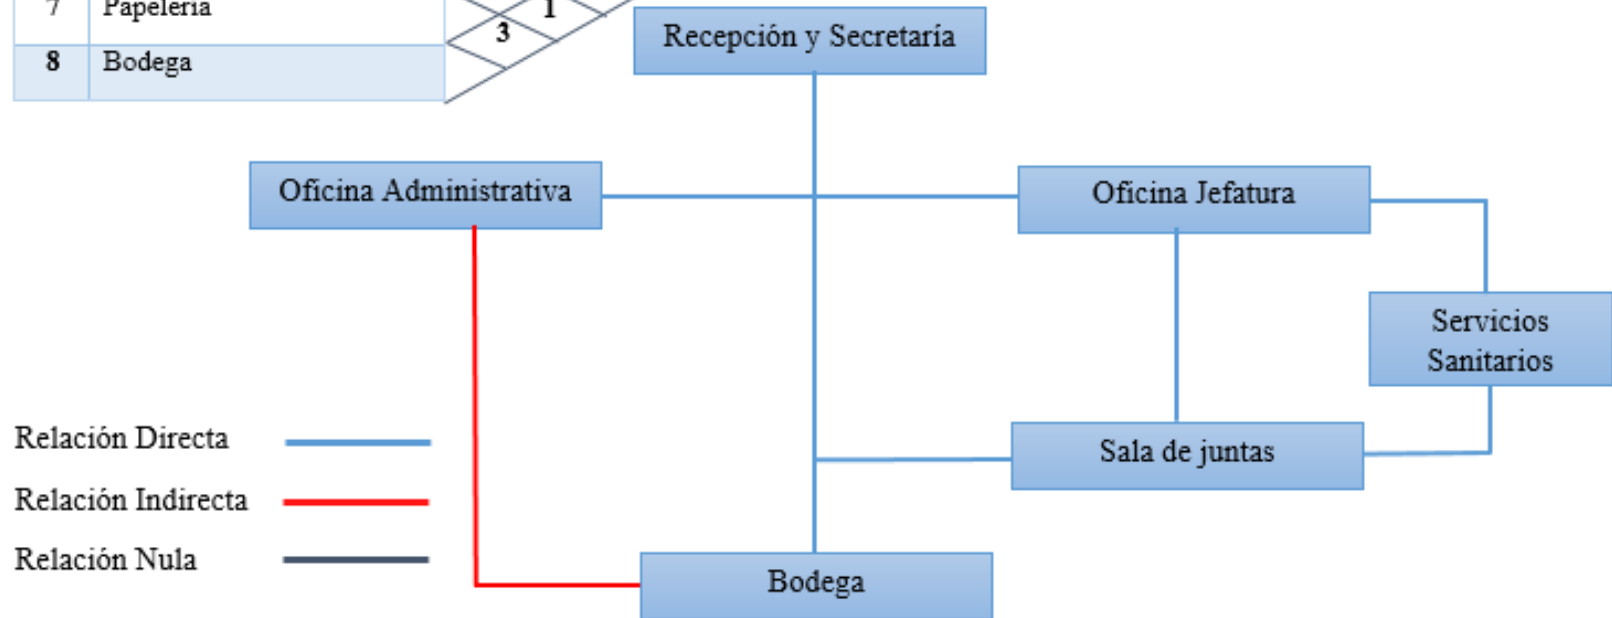 7 Papelería
1
3
8 Bodega
Recepción y Secretaría
Oficina Administrativa
Oficina Jefatura
Servicios
Sanitarios
Relación Directa
Sala de juntas
Relación Indirecta
Relación Nula
Bodega